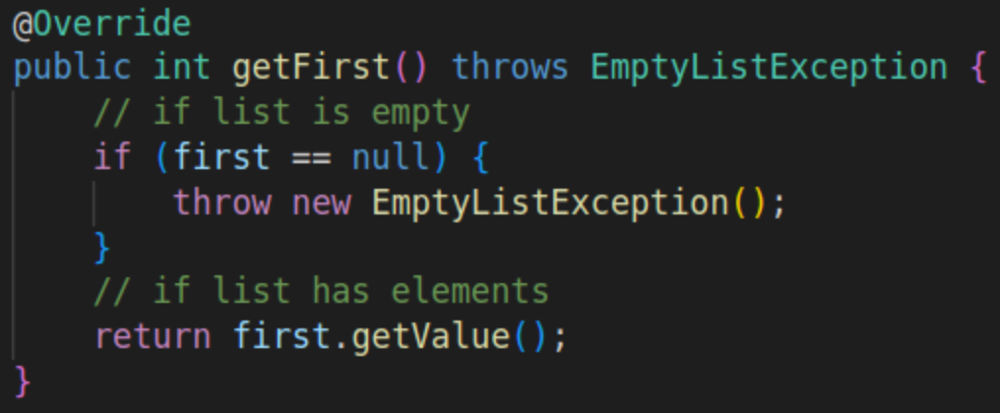 @Override
public int getFirst() throws EmptyListException {
    // if list is empty
    if (first == null) {
        throw new EmptyListException();
    }
    // if list has elements
    return first.getValue();
}